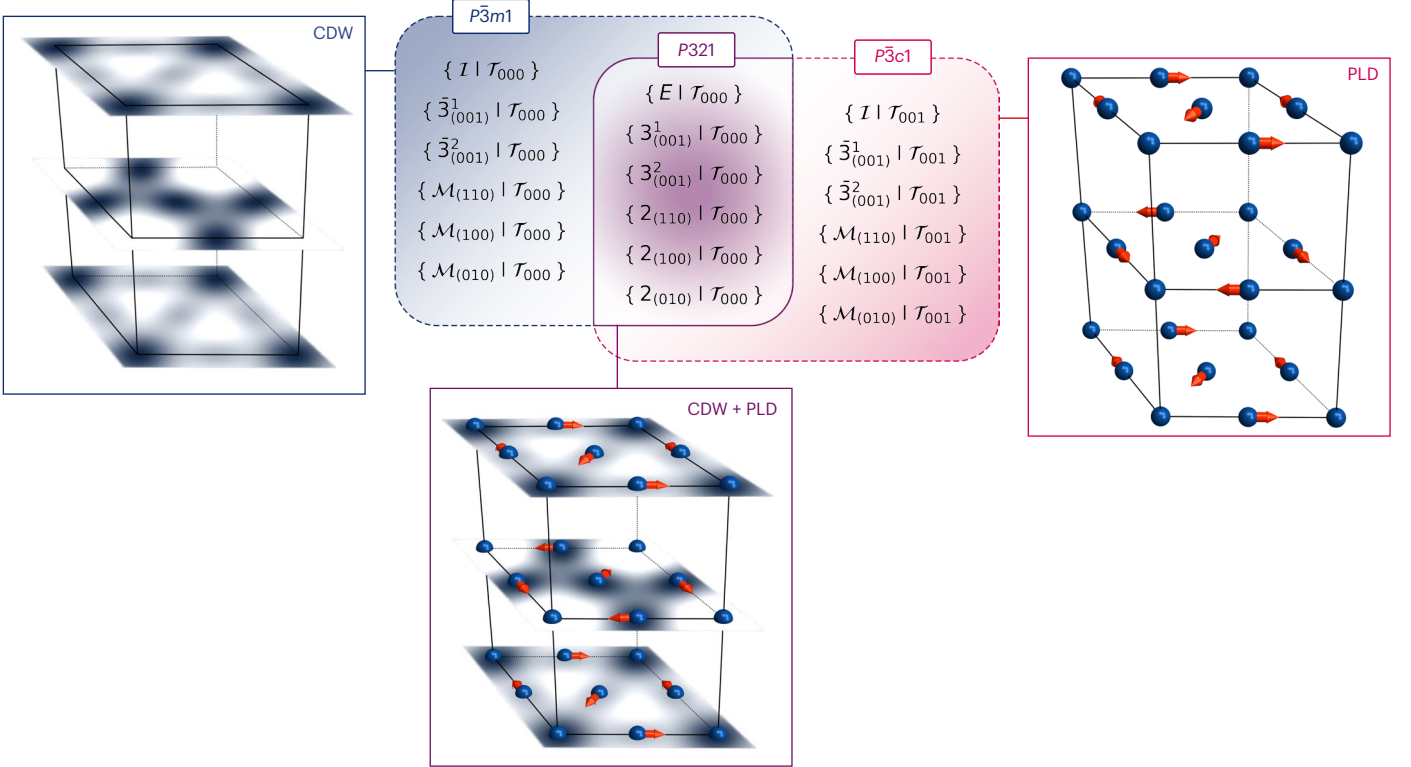 CDW
P3̄m1
{ I | T₀₀₀ }
{ 3̄¹₍₀₀₁₎ | T₀₀₀ }
{ 3̄²₍₀₀₁₎ | T₀₀₀ }
{ M₍₁₁₀₎ | T₀₀₀ }
{ M₍₁₀₀₎ | T₀₀₀ }
{ M₍₀₁₀₎ | T₀₀₀ }
P321
{ E | T₀₀₀ }
{ 3¹₍₀₀₁₎ | T₀₀₀ }
{ 3²₍₀₀₁₎ | T₀₀₀ }
{ 2₍₁₁₀₎ | T₀₀₀ }
{ 2₍₁₀₀₎ | T₀₀₀ }
{ 2₍₀₁₀₎ | T₀₀₀ }
P3̄c1
{ I | T₀₀₁ }
{ 3̄¹₍₀₀₁₎ | T₀₀₁ }
{ 3̄²₍₀₀₁₎ | T₀₀₁ }
{ M₍₁₁₀₎ | T₀₀₁ }
{ M₍₁₀₀₎ | T₀₀₁ }
{ M₍₀₁₀₎ | T₀₀₁ }
PLD
CDW + PLD